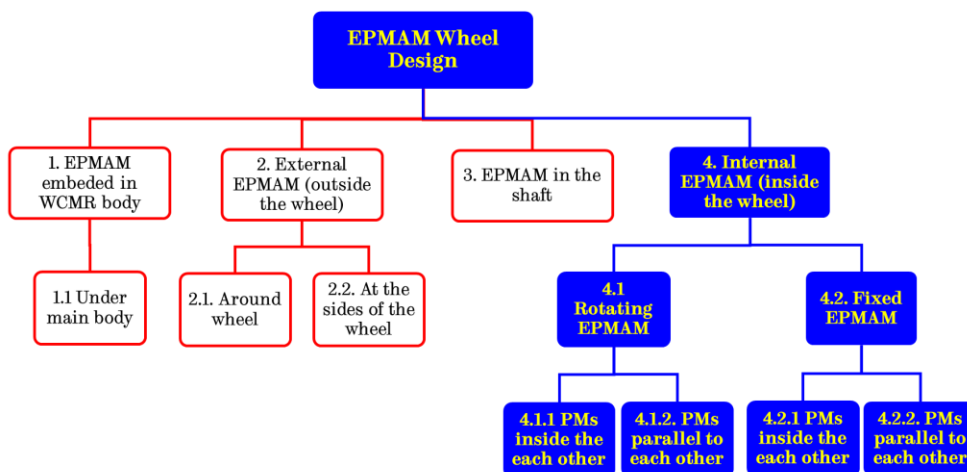 EPMAM Wheel
Design
1. EPMAM
embeded in
WCMR body
2. External
EPMAM (outside
the wheel)
3. EPMAM in the
shaft
4. Internal
EPMAM (inside
the wheel)
1.1 Under
main body
2.1. Around
wheel
2.2. At the
sides of the
wheel
4.1
Rotating
EPMAM
4.2. Fixed
EPMAM
4.1.1 PMs
inside the
each other
4.1.2. PMs
parallel to
each other
4.2.1 PMs
inside the
each other
4.2.2. PMs
parallel to
each other